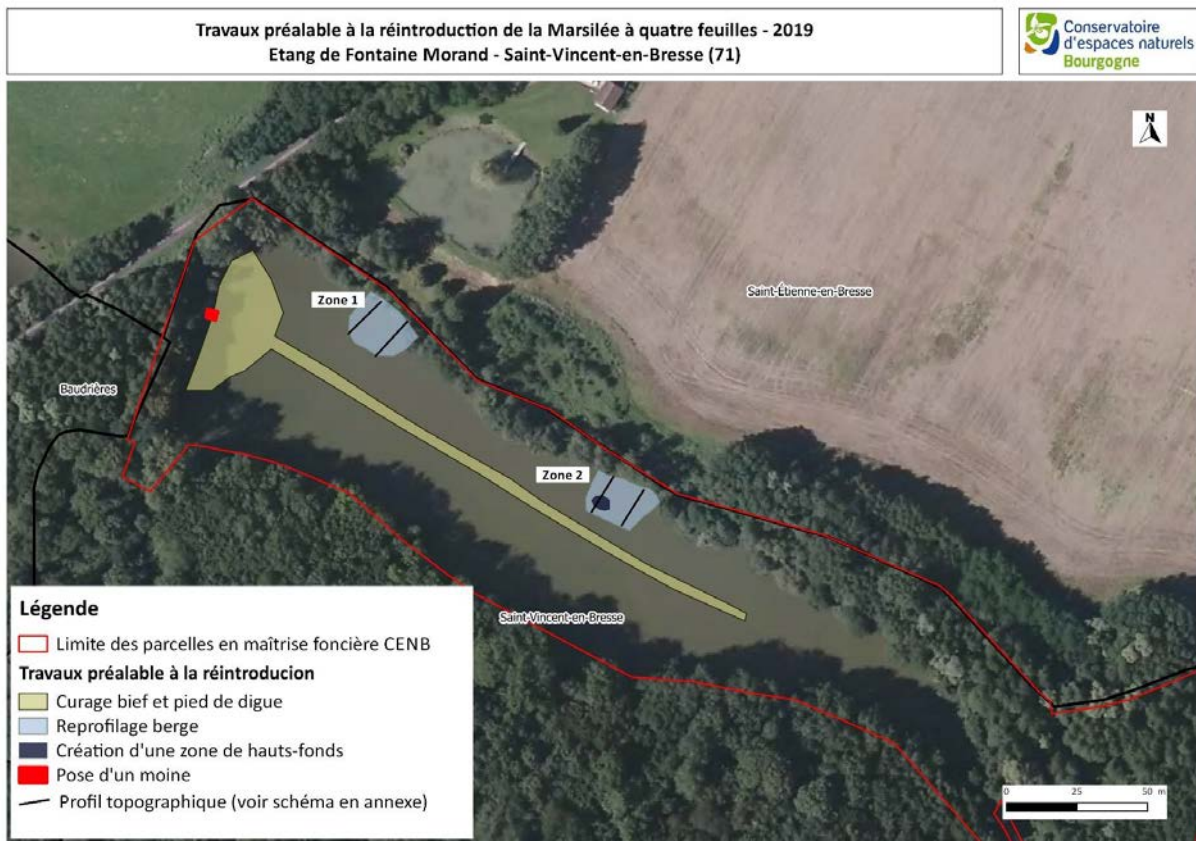 Travaux préalable à la réintroduction de la Marsilée à quatre feuilles - 2019
Etang de Fontaine Morand - Saint-Vincent-en-Bresse (71)
Conservatoire
d'espaces naturels
Bourgogne
N
Zone 1
Saint-Étienne-en-Bresse
Baudrières
Zone 2
Saint-Vincent-en-Bresse
Légende
Limite des parcelles en maîtrise foncière CENB
Travaux préalable à la réintroducion
Curage bief et pied de digue
Reprofilage berge
Création d'une zone de hauts-fonds
Pose d'un moine
Profil topographique (voir schéma en annexe)
0 25 50 m